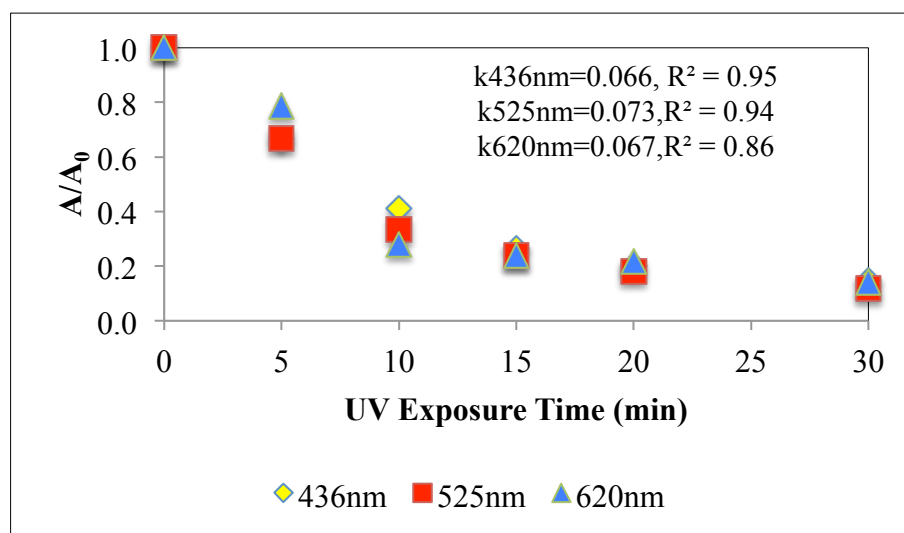 1.0
0.8
0.6
0.4
0.2
0.0
A/A₀
k436nm=0.066, R² = 0.95
k525nm=0.073,R² = 0.94
k620nm=0.067,R² = 0.86
0 5 10 15 20 25 30
UV Exposure Time (min)
436nm 525nm 620nm